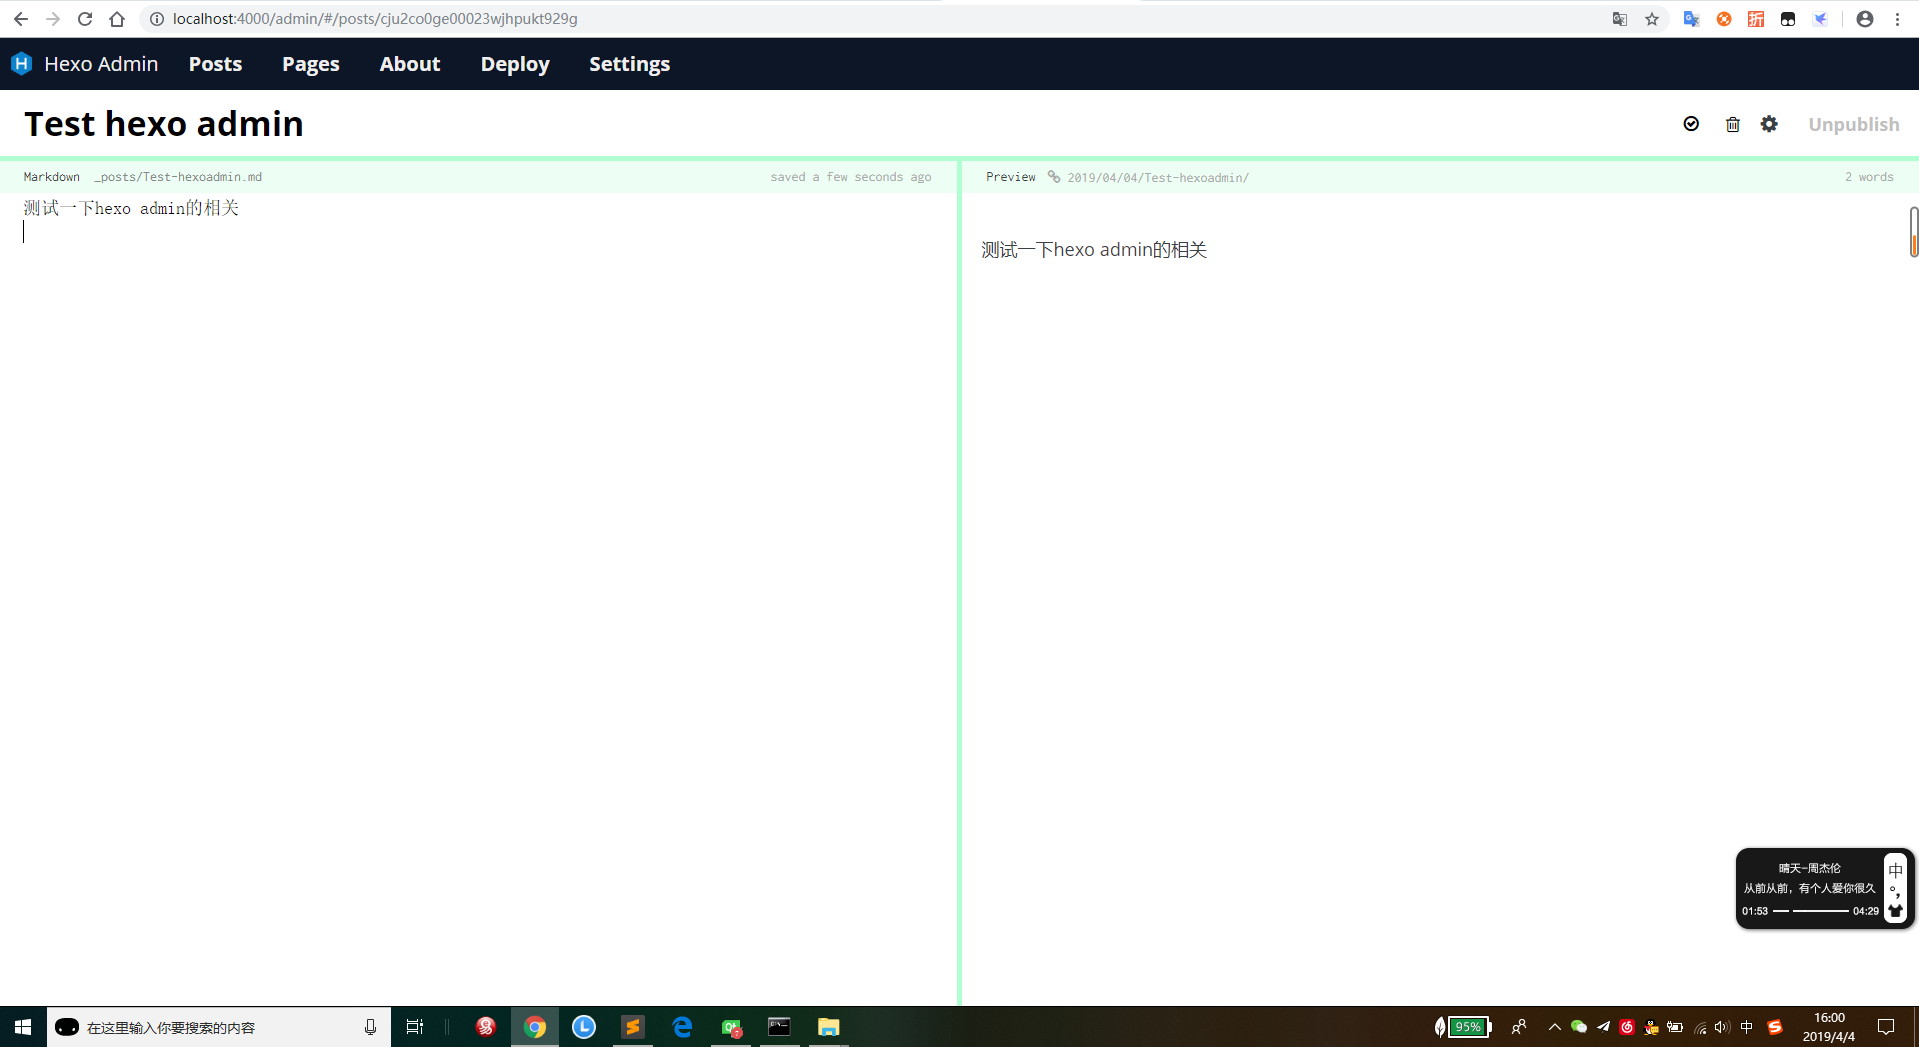 localhost:4000/admin/#/posts/cju2co0ge00023wjhpukt929g
Hexo Admin Posts Pages About Deploy Settings
Test hexo admin
Unpublish
Markdown _posts/Test-hexoadmin.md saved a few seconds ago
Preview 2019/04/04/Test-hexoadmin/ 2 words
测试一下hexo admin的相关
测试一下hexo admin的相关
晴天-周杰伦
从前从前，有个人爱你很久
01:53 04:29
中
在这里输入你要搜索的内容
95%
中
16:00
2019/4/4